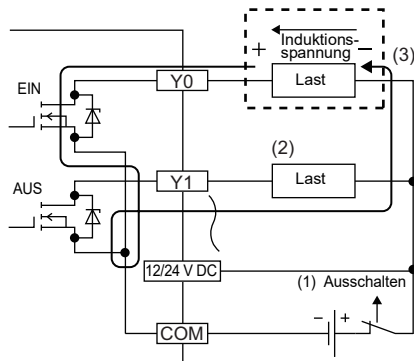 Induktions-
+ spannung −
(3)
EIN
Y0
Last
(2)
AUS
Y1
Last
12/24 V DC
(1) Ausschalten
− +
COM